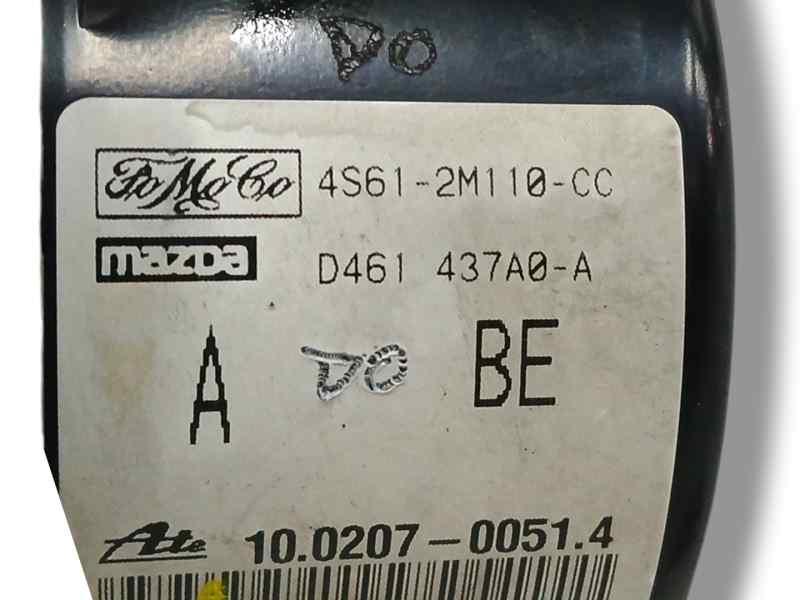 DO
FoMoCo 4S61-2M110-CC
mazda D461 437A0-A
A DO BE
Ate 10.0207-0051.4